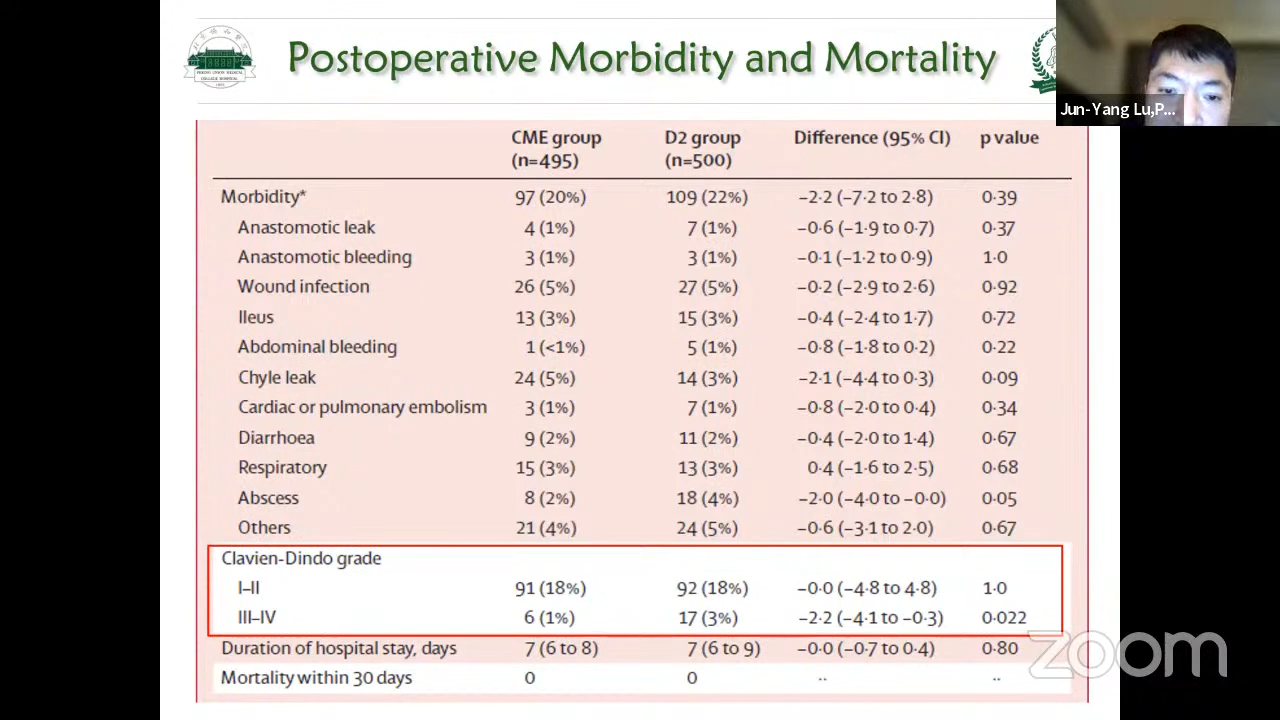 Postoperative Morbidity and Mortality
PEKING UNION MEDICAL
COLLEGE HOSPITAL
Jun-Yang Lu,P...
CME group D2 group Difference (95% CI) p value
(n=495) (n=500)
Morbidity* 97 (20%) 109 (22%) −2·2 (−7·2 to 2·8) 0·39
Anastomotic leak 4 (1%) 7 (1%) −0·6 (−1·9 to 0·7) 0·37
Anastomotic bleeding 3 (1%) 3 (1%) −0·1 (−1·2 to 0·9) 1·0
Wound infection 26 (5%) 27 (5%) −0·2 (−2·9 to 2·6) 0·92
Ileus 13 (3%) 15 (3%) −0·4 (−2·4 to 1·7) 0·72
Abdominal bleeding 1 (<1%) 5 (1%) −0·8 (−1·8 to 0·2) 0·22
Chyle leak 24 (5%) 14 (3%) −2·1 (−4·4 to 0·3) 0·09
Cardiac or pulmonary embolism 3 (1%) 7 (1%) −0·8 (−2·0 to 0·4) 0·34
Diarrhoea 9 (2%) 11 (2%) −0·4 (−2·0 to 1·4) 0·67
Respiratory 15 (3%) 13 (3%) 0·4 (−1·6 to 2·5) 0·68
Abscess 8 (2%) 18 (4%) −2·0 (−4·0 to −0·0) 0·05
Others 21 (4%) 24 (5%) −0·6 (−3·1 to 2·0) 0·67
Clavien-Dindo grade
I–II 91 (18%) 92 (18%) −0·0 (−4·8 to 4·8) 1·0
III–IV 6 (1%) 17 (3%) −2·2 (−4·1 to −0·3) 0·022
Duration of hospital stay, days 7 (6 to 8) 7 (6 to 9) −0·0 (−0·7 to 0·4) 0·80
Mortality within 30 days 0 0 ·· ··
zoom